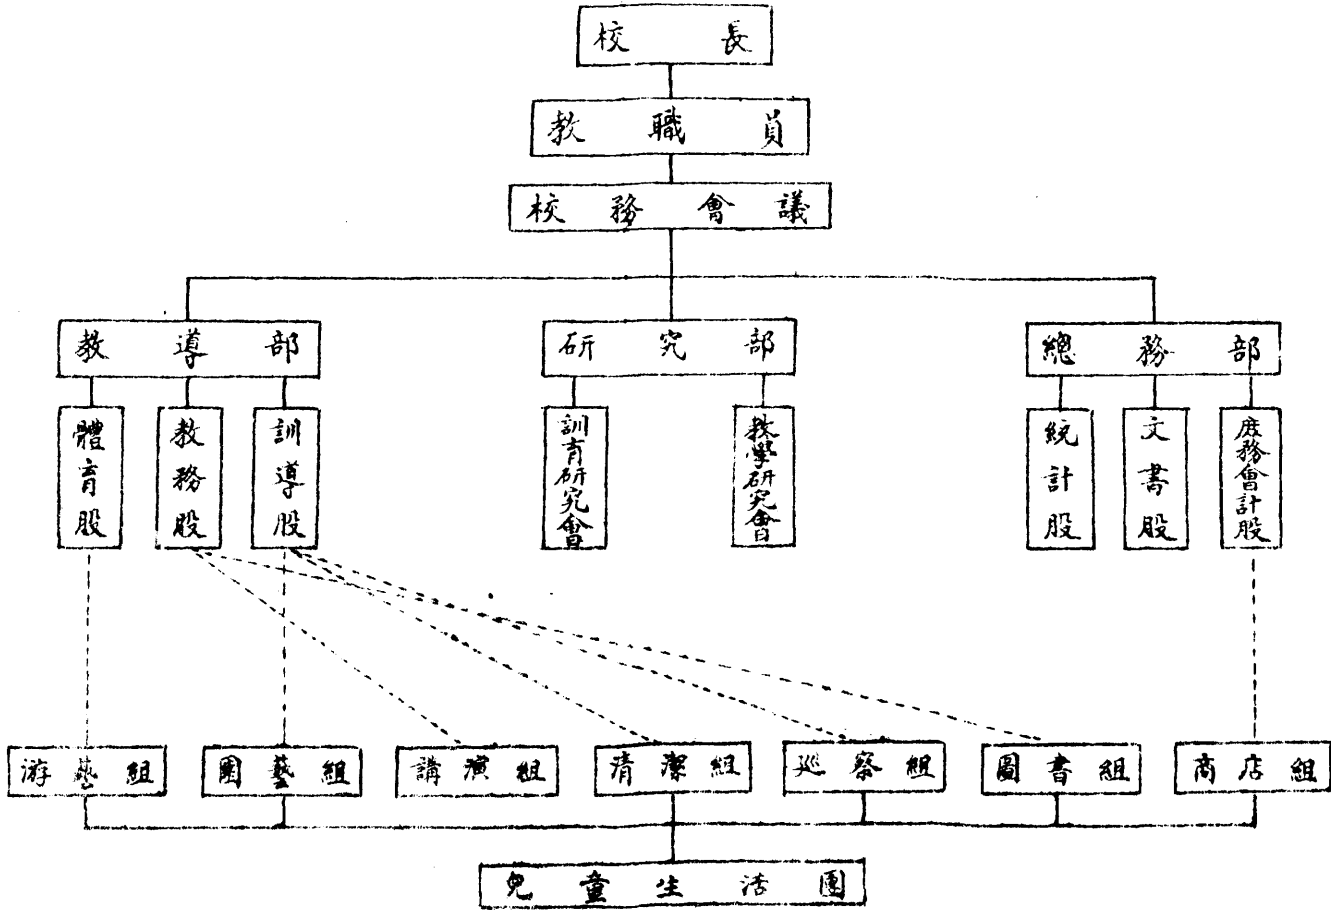 校長
教職員
校務會議
教導部
研究部
總務部
體育股
教務股
訓導股
訓育研究會
教學研究會
統計股
文書股
庶務會計股
游藝組
園藝組
講演組
清潔組
巡察組
圖書組
商店組
兒童生活團